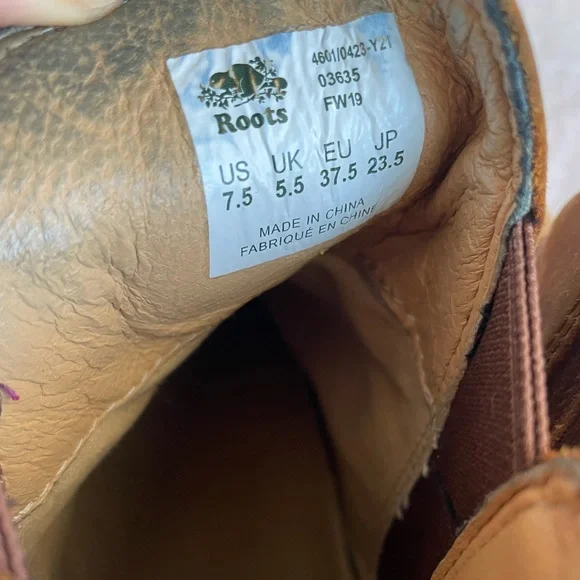 4601/0423-Y21
03635
FW19
Roots
US UK EU JP
7.5 5.5 37.5 23.5
MADE IN CHINA
FABRIQUÉ EN CHINE